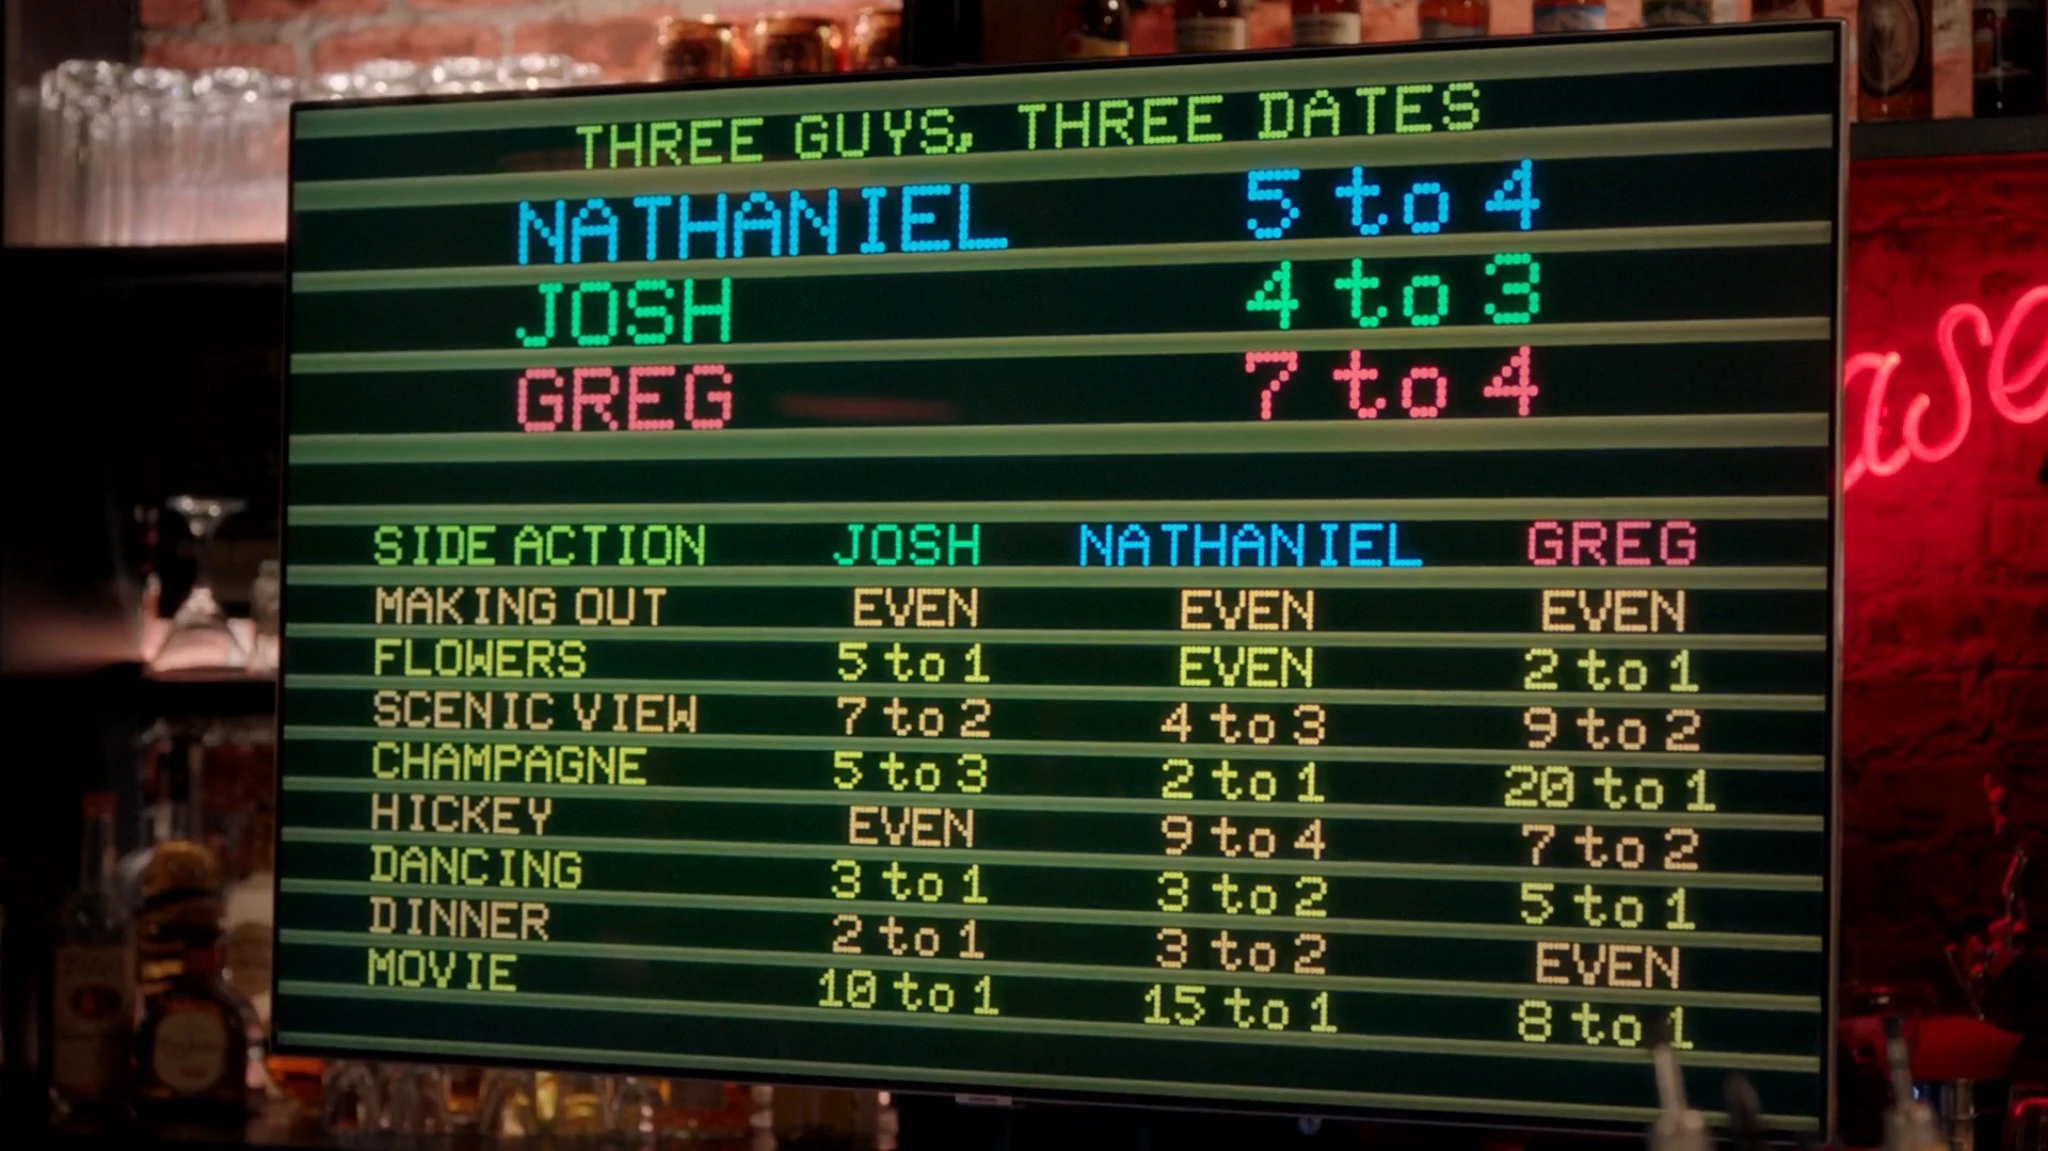 THREE GUYS, THREE DATES
NATHANIEL 5 to 4
JOSH 4 to 3
GREG 7 to 4
SIDE ACTION JOSH NATHANIEL GREG
MAKING OUT EVEN EVEN EVEN
FLOWERS 5 to 1 EVEN 2 to 1
SCENIC VIEW 7 to 2 4 to 3 9 to 2
CHAMPAGNE 5 to 3 2 to 1 20 to 1
HICKEY EVEN 9 to 4 7 to 2
DANCING 3 to 1 3 to 2 5 to 1
DINNER 2 to 1 3 to 2 EVEN
MOVIE 10 to 1 15 to 1 8 to 1